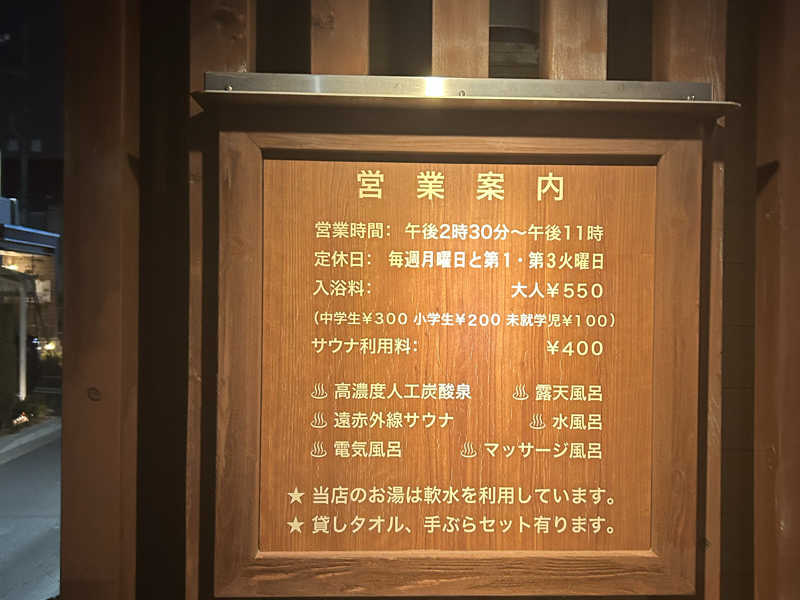 営業案内
営業時間: 午後2時30分〜午後11時
定休日: 毎週月曜日と第1・第3火曜日
入浴料: 大人¥550
(中学生¥300 小学生¥200 未就学児¥100)
サウナ利用料: ¥400
♨ 高濃度人工炭酸泉 ♨ 露天風呂
♨ 遠赤外線サウナ ♨ 水風呂
♨ 電気風呂 ♨ マッサージ風呂
★ 当店のお湯は軟水を利用しています。
★ 貸しタオル、手ぶらセット有ります。